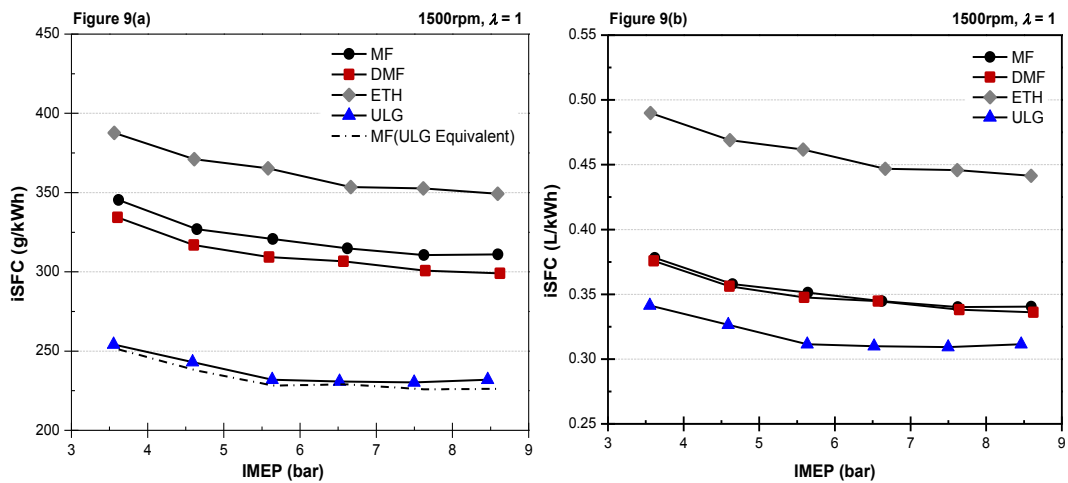 Figure 9(a) 1500rpm, λ = 1
450
400
350
300
250
200
iSFC (g/kWh)
MF
DMF
ETH
ULG
MF(ULG Equivalent)
3 4 5 6 7 8 9
IMEP (bar)
Figure 9(b) 1500rpm, λ = 1
0.55
0.50
0.45
0.40
0.35
0.30
0.25
iSFC (L/kWh)
MF
DMF
ETH
ULG
3 4 5 6 7 8 9
IMEP (bar)